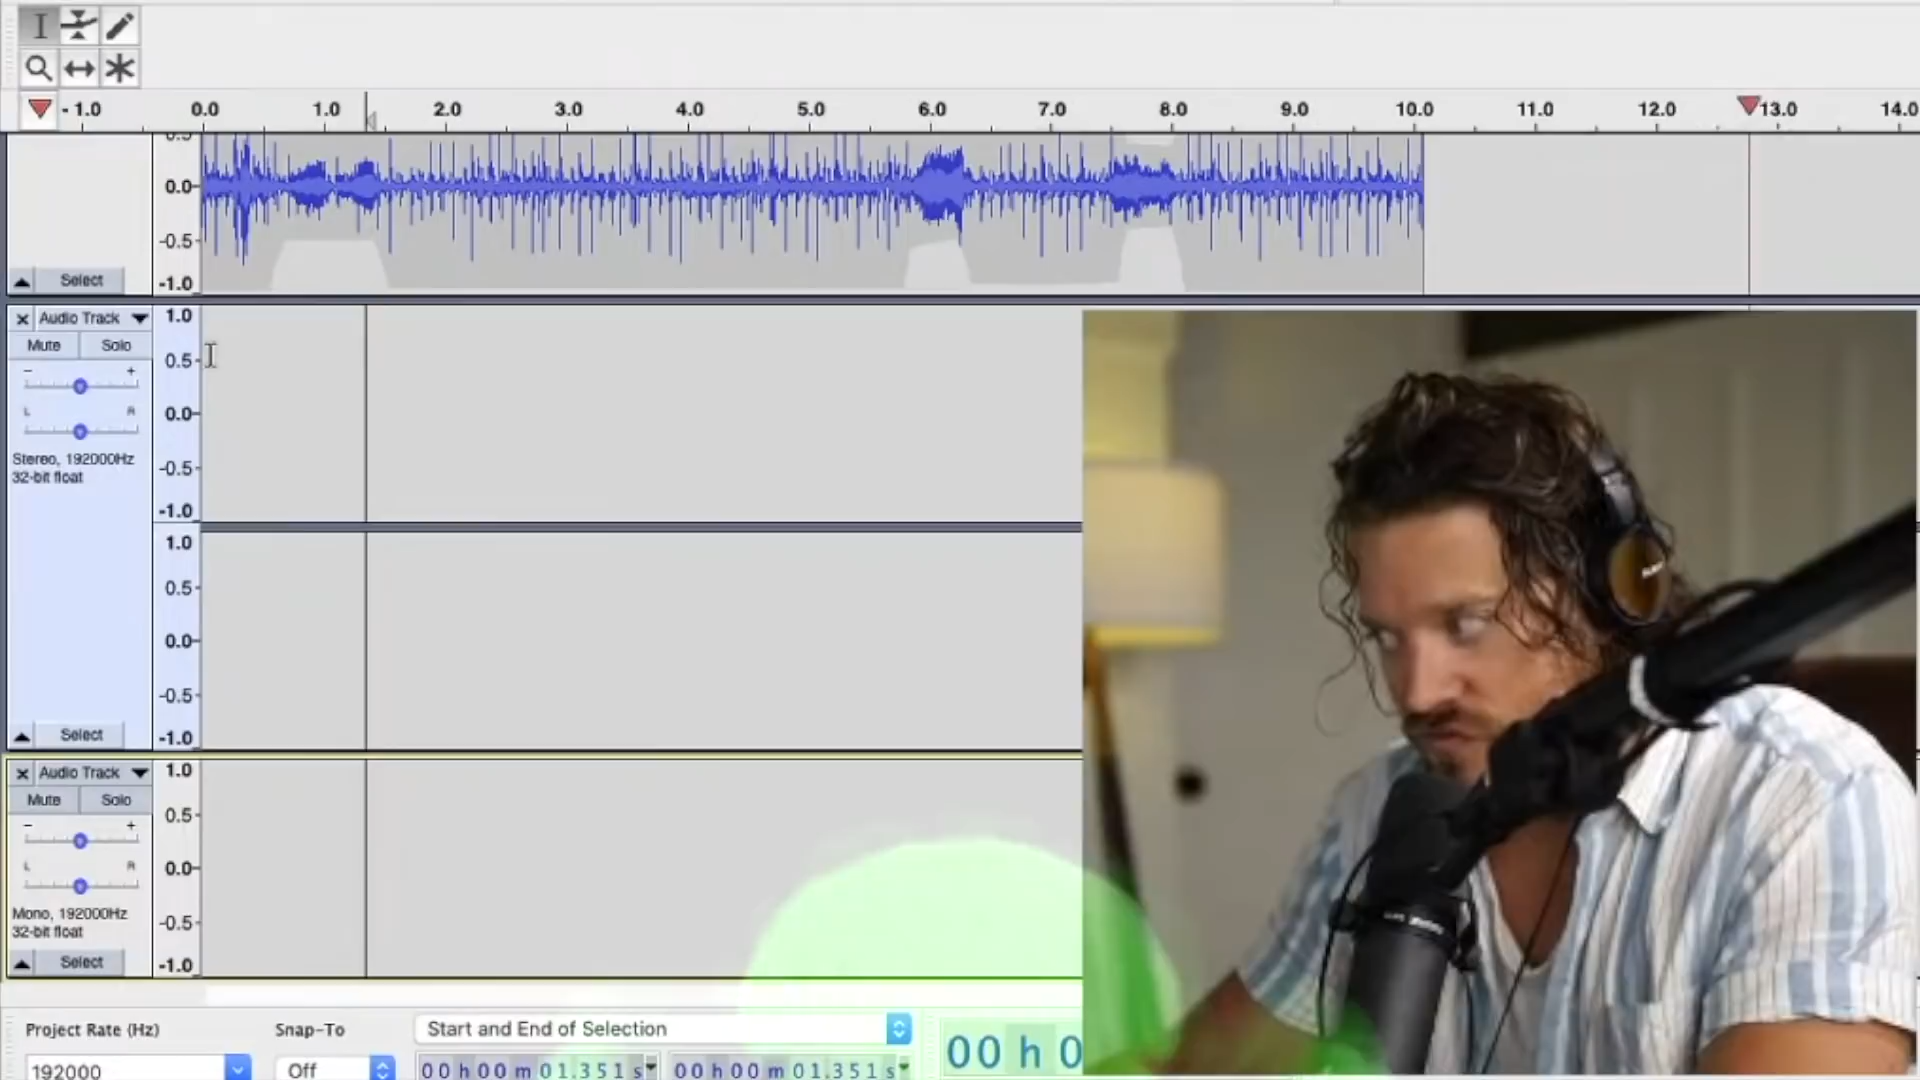 - 1.0 0.0 1.0 2.0 3.0 4.0 5.0 6.0 7.0 8.0 9.0 10.0 11.0 12.0 13.0 14.0
0.5
0.0
-0.5
-1.0
Select
Audio Track
Mute Solo
- +
L R
Stereo, 192000Hz
32-bit float
Select
1.0
0.5
0.0
-0.5
-1.0
1.0
0.5
0.0
-0.5
-1.0
Audio Track
Mute Solo
- +
L R
Mono, 192000Hz
32-bit float
Select
1.0
0.5
0.0
-0.5
-1.0
Project Rate (Hz) Snap-To Start and End of Selection
192000 Off 00 h 00 m 01.351 s 00 h 00 m 01.351 s 00 h 0